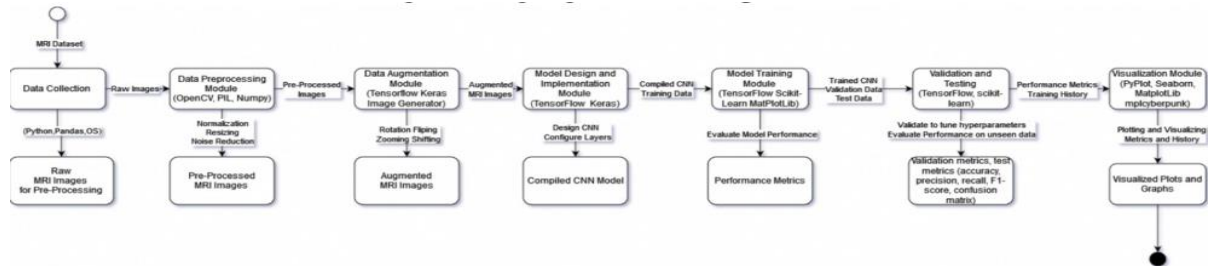 MRI Dataset
Data Collection
Raw Images
Data Preprocessing
Module
(OpenCV, PIL, Numpy)
Pre-Processed
Images
Data Augmentation
Module
(Tensorflow Keras
Image Generator)
Augmented
MRI Images
Model Design and
Implementation
Module
(TensorFlow Keras)
Compiled CNN
Training Data
Model Training
Module
(TensorFlow Scikit-
Learn MatPlotLib)
Trained CNN
Validation Data
Test Data
Validation and
Testing
(TensorFlow, scikit-
learn)
Performance Metrics
Training History
Visualization Module
(PyPlot, Seaborn,
MatplotLib
mplcyberpunk)
(Python,Pandas,OS)
Normalization
Resizing
Noise Reduction
Rotation Fliping
Zooming Shifting
Design CNN
Configure Layers
Evaluate Model Performance
Validate to tune hyperparameters
Evaluate Performance on unseen data
Plotting and Visualizing
Metrics and History
Raw
MRI Images
for Pre-Processing
Pre-Processed
MRI Images
Augmented
MRI Images
Compiled CNN Model
Performance Metrics
Validation metrics, test
metrics (accuracy,
precision, recall, F1-
score, confusion
matrix)
Visualized Plots and
Graphs